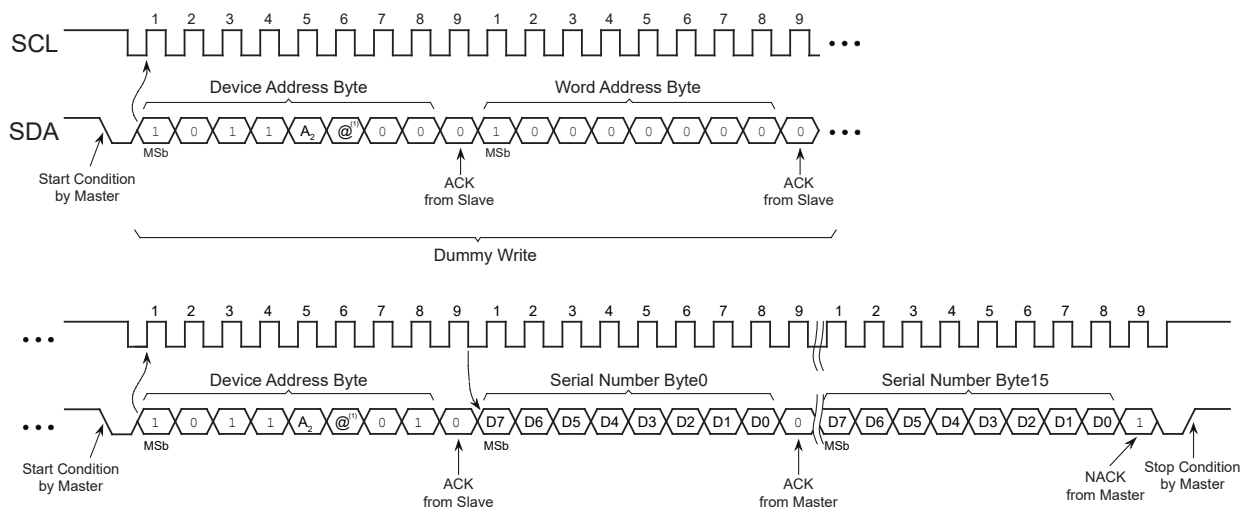 1 2 3 4 5 6 7 8 9 1 2 3 4 5 6 7 8 9
SCL
Device Address Byte Word Address Byte
SDA 1 0 1 1 A2 @(1) 0 0 0 1 0 0 0 0 0 0 0 0
MSb MSb
Start Condition
by Master
ACK
from Slave
ACK
from Slave
Dummy Write
1 2 3 4 5 6 7 8 9 1 2 3 4 5 6 7 8 9 1 2 3 4 5 6 7 8 9
Device Address Byte Serial Number Byte0 Serial Number Byte15
1 0 1 1 A2 @(1) 0 1 0 D7 D6 D5 D4 D3 D2 D1 D0 0 D7 D6 D5 D4 D3 D2 D1 D0 1
MSb MSb MSb
Start Condition
by Master
ACK
from Slave
ACK
from Master
NACK
from Master
Stop Condition
by Master